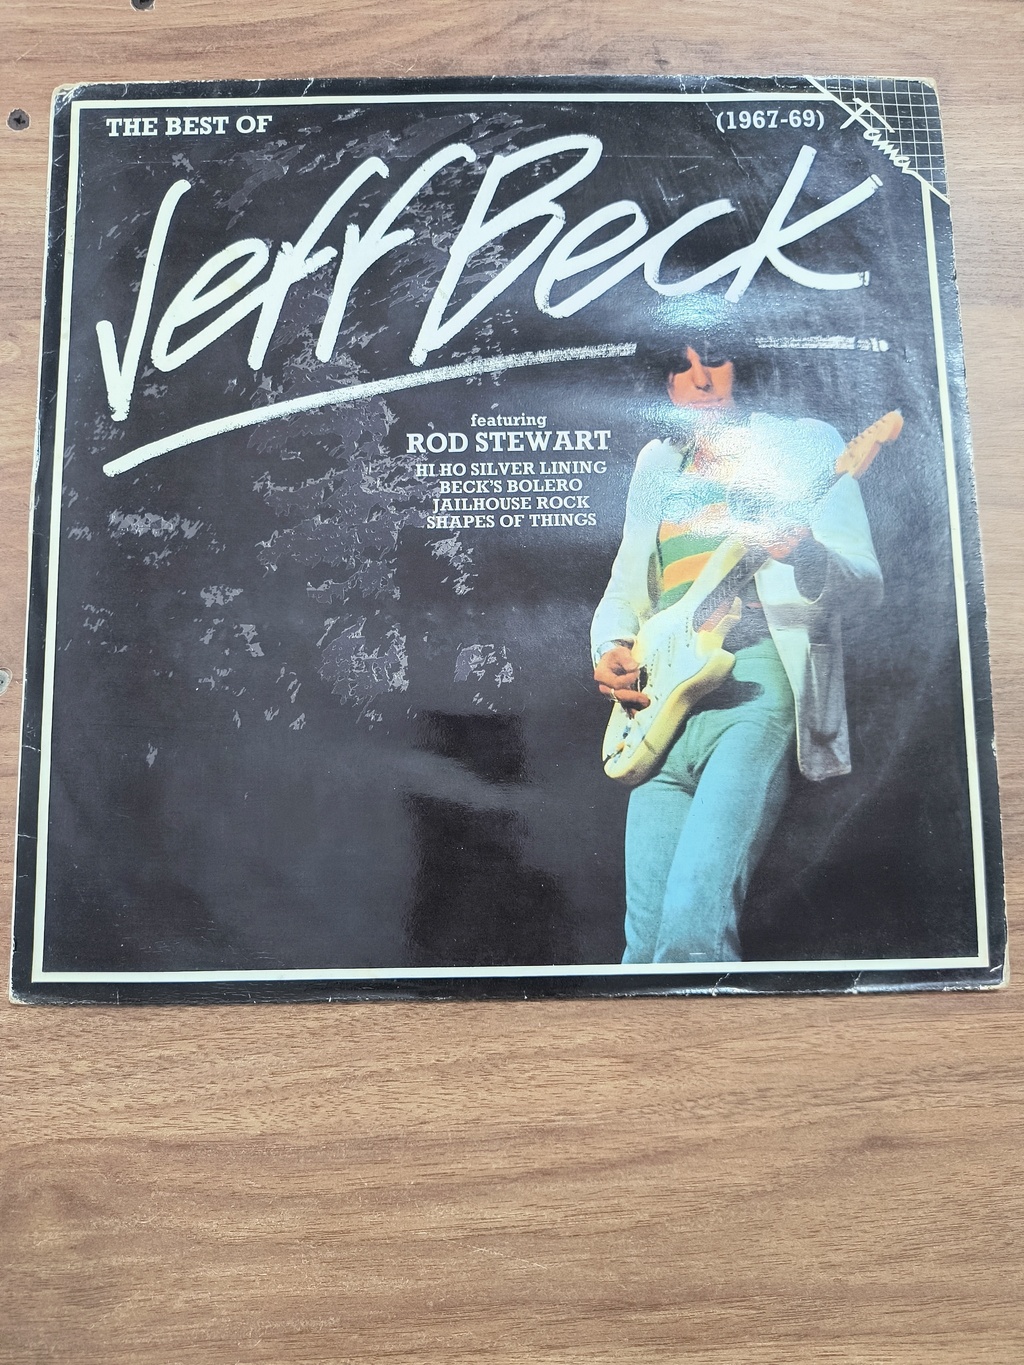 THE BEST OF
(1967-69)
Fame
Jeff Beck
featuring
ROD STEWART
HI HO SILVER LINING
BECK'S BOLERO
JAILHOUSE ROCK
SHAPES OF THINGS